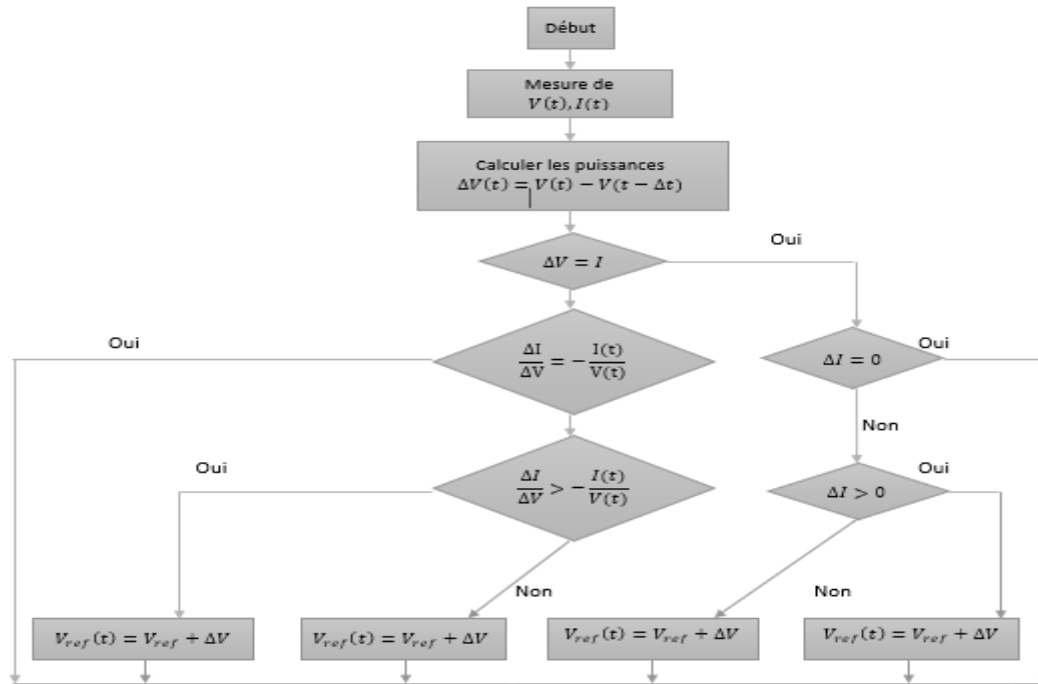 Début
Mesure de
V(t), I(t)
Calculer les puissances
ΔV(t) = V(t) − V(t − Δt)
Oui
ΔV = I
Oui
ΔI/ΔV = − I(t)/V(t)
ΔI = 0
Oui
Non
Oui
ΔI/ΔV > − I(t)/V(t)
ΔI > 0
Oui
Non
Non
V_ref(t) = V_ref + ΔV
V_ref(t) = V_ref + ΔV
V_ref(t) = V_ref + ΔV
V_ref(t) = V_ref + ΔV